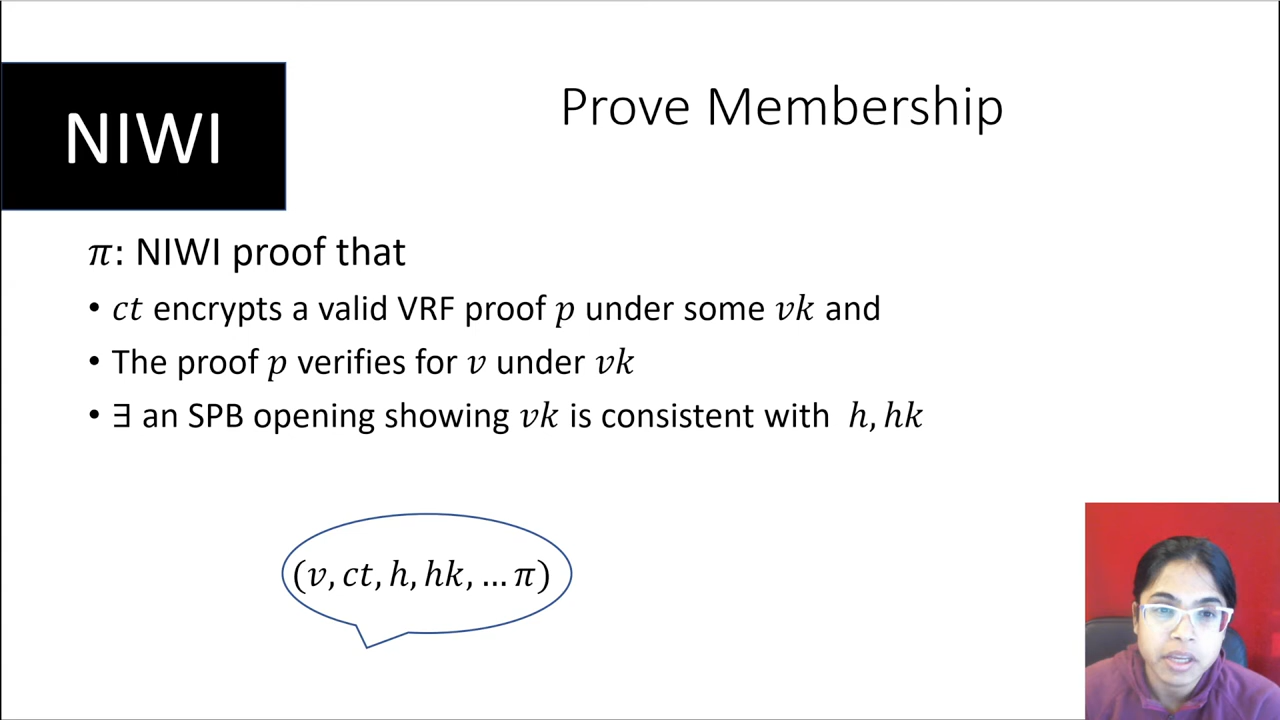 NIWI
Prove Membership
π: NIWI proof that
• ct encrypts a valid VRF proof p under some vk and
• The proof p verifies for v under vk
• ∃ an SPB opening showing vk is consistent with h, hk
(v, ct, h, hk, … π)